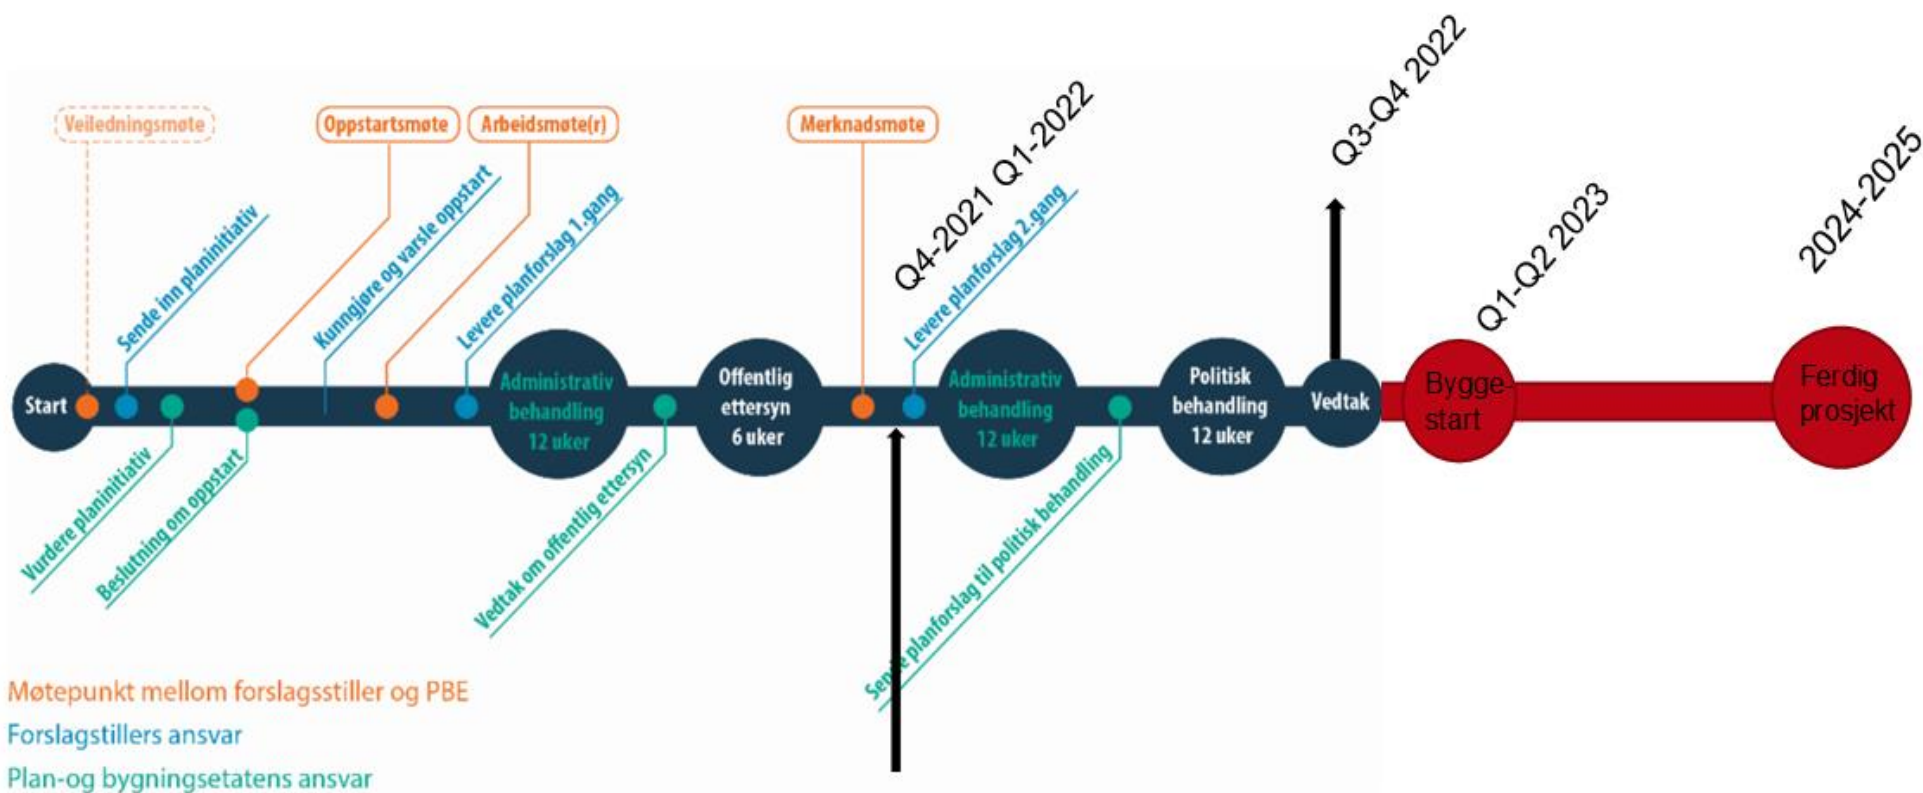 Veiledningsmøte
Oppstartsmøte
Arbeidsmøte(r)
Merknadsmøte
Sende inn planinitiativ
Kunngjøre og varsle oppstart
Levere planforslag 1.gang
Q4-2021 Q1-2022
Levere planforslag 2.gang
Q3-Q4 2022
Q1-Q2 2023
2024-2025
Start
Administrativ
behandling
12 uker
Offentlig
ettersyn
6 uker
Administrativ
behandling
12 uker
Politisk
behandling
12 uker
Vedtak
Bygge-
start
Ferdig
prosjekt
Vurdere planinitiativ
Beslutning om oppstart
Vedtak om offentlig ettersyn
Sende planforslag til politisk behandling
Møtepunkt mellom forslagsstiller og PBE
Forslagstillers ansvar
Plan-og bygningsetatens ansvar